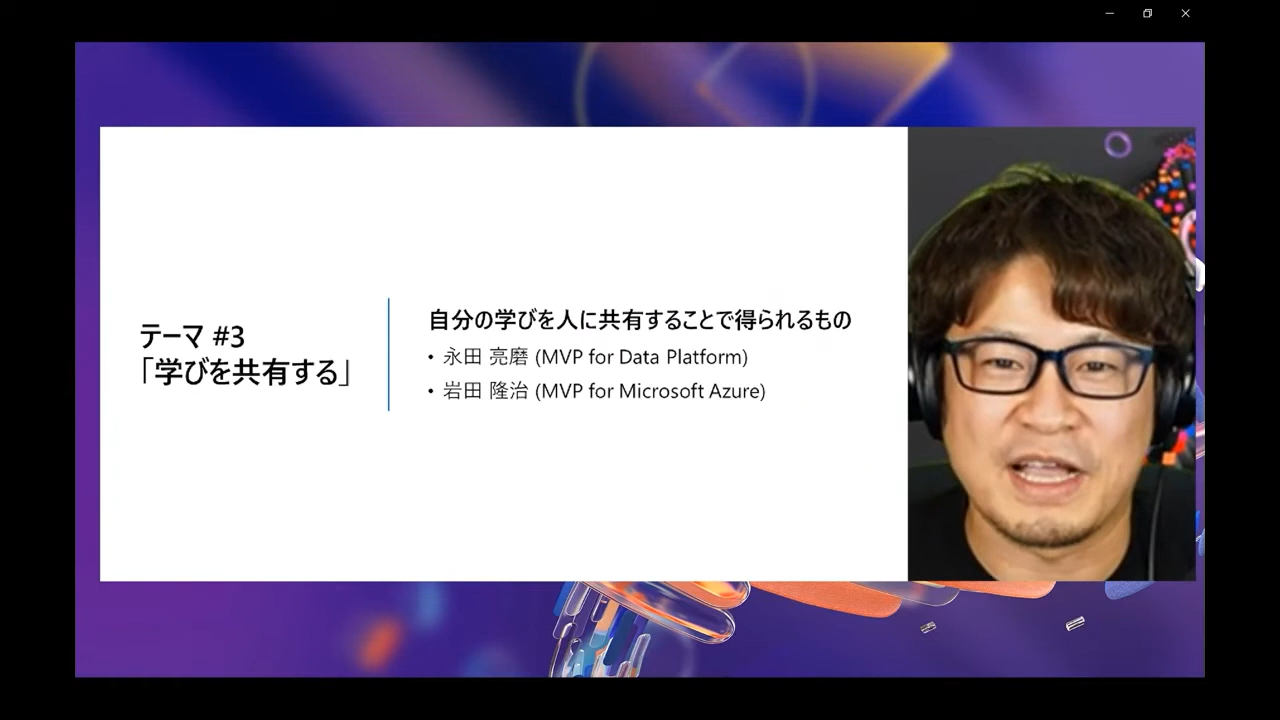 テーマ #3
「学びを共有する」
自分の学びを人に共有することで得られるもの
• 永田 亮磨 (MVP for Data Platform)
• 岩田 隆治 (MVP for Microsoft Azure)